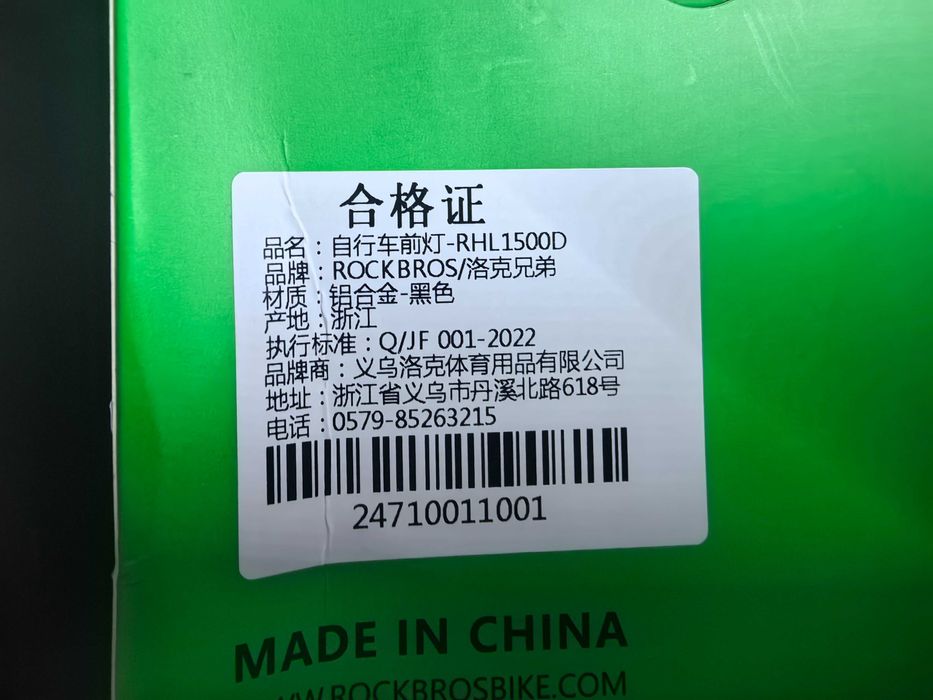 合格证
品名：自行车前灯-RHL1500D
品牌：ROCKBROS/洛克兄弟
材质：铝合金-黑色
产地：浙江
执行标准：Q/JF 001-2022
品牌商：义乌洛克体育用品有限公司
地址：浙江省义乌市丹溪北路618号
电话：0579-85263215
24710011001
MADE IN CHINA
WWW.ROCKBROSBIKE.COM